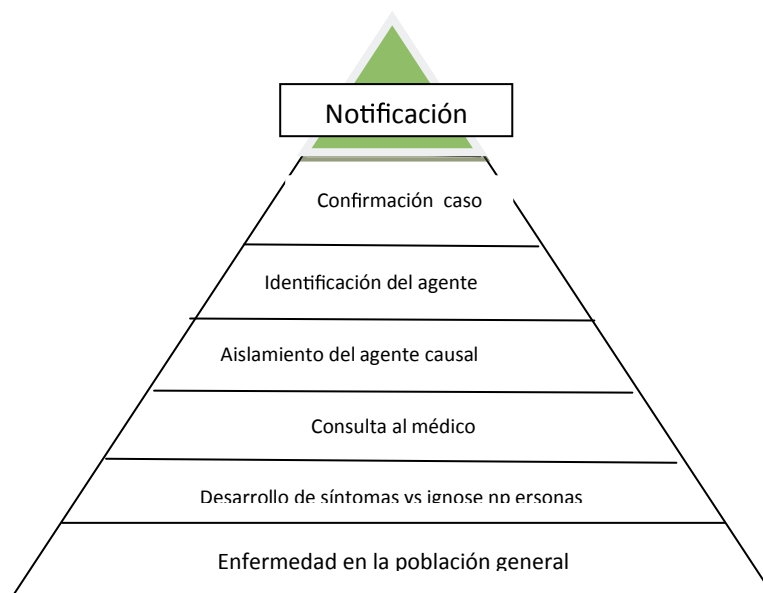 Notificación
Confirmación caso
Identificación del agente
Aislamiento del agente causal
Consulta al médico
Desarrollo de síntomas vs ignose np ersonas
Enfermedad en la población general